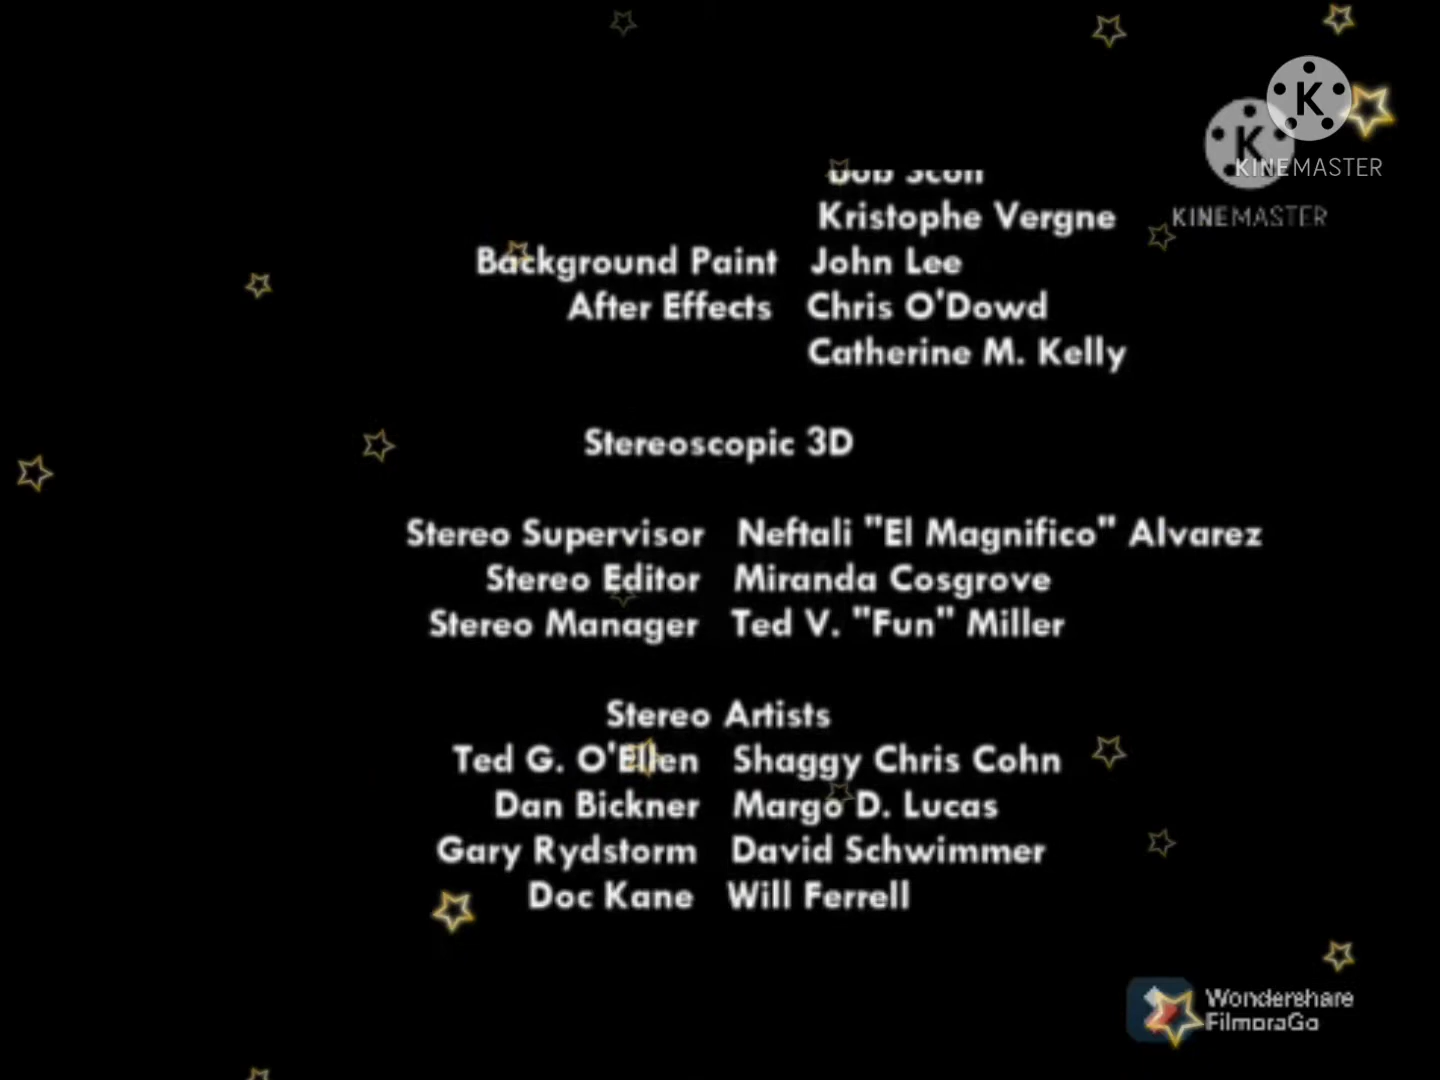 KINEMASTER
Kristophe Vergne
KINEMASTER
Background Paint John Lee
After Effects Chris O'Dowd
Catherine M. Kelly
Stereoscopic 3D
Stereo Supervisor Neftali "El Magnifico" Alvarez
Stereo Editor Miranda Cosgrove
Stereo Manager Ted V. "Fun" Miller
Stereo Artists
Ted G. O'Ellen Shaggy Chris Cohn
Dan Bickner Margo D. Lucas
Gary Rydstorm David Schwimmer
Doc Kane Will Ferrell
Wondershare
FilmoraGo